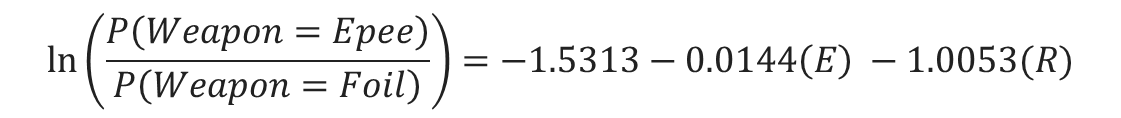 ln(P(Weapon = Epee)/P(Weapon = Foil)) = −1.5313 − 0.0144(E) − 1.0053(R)